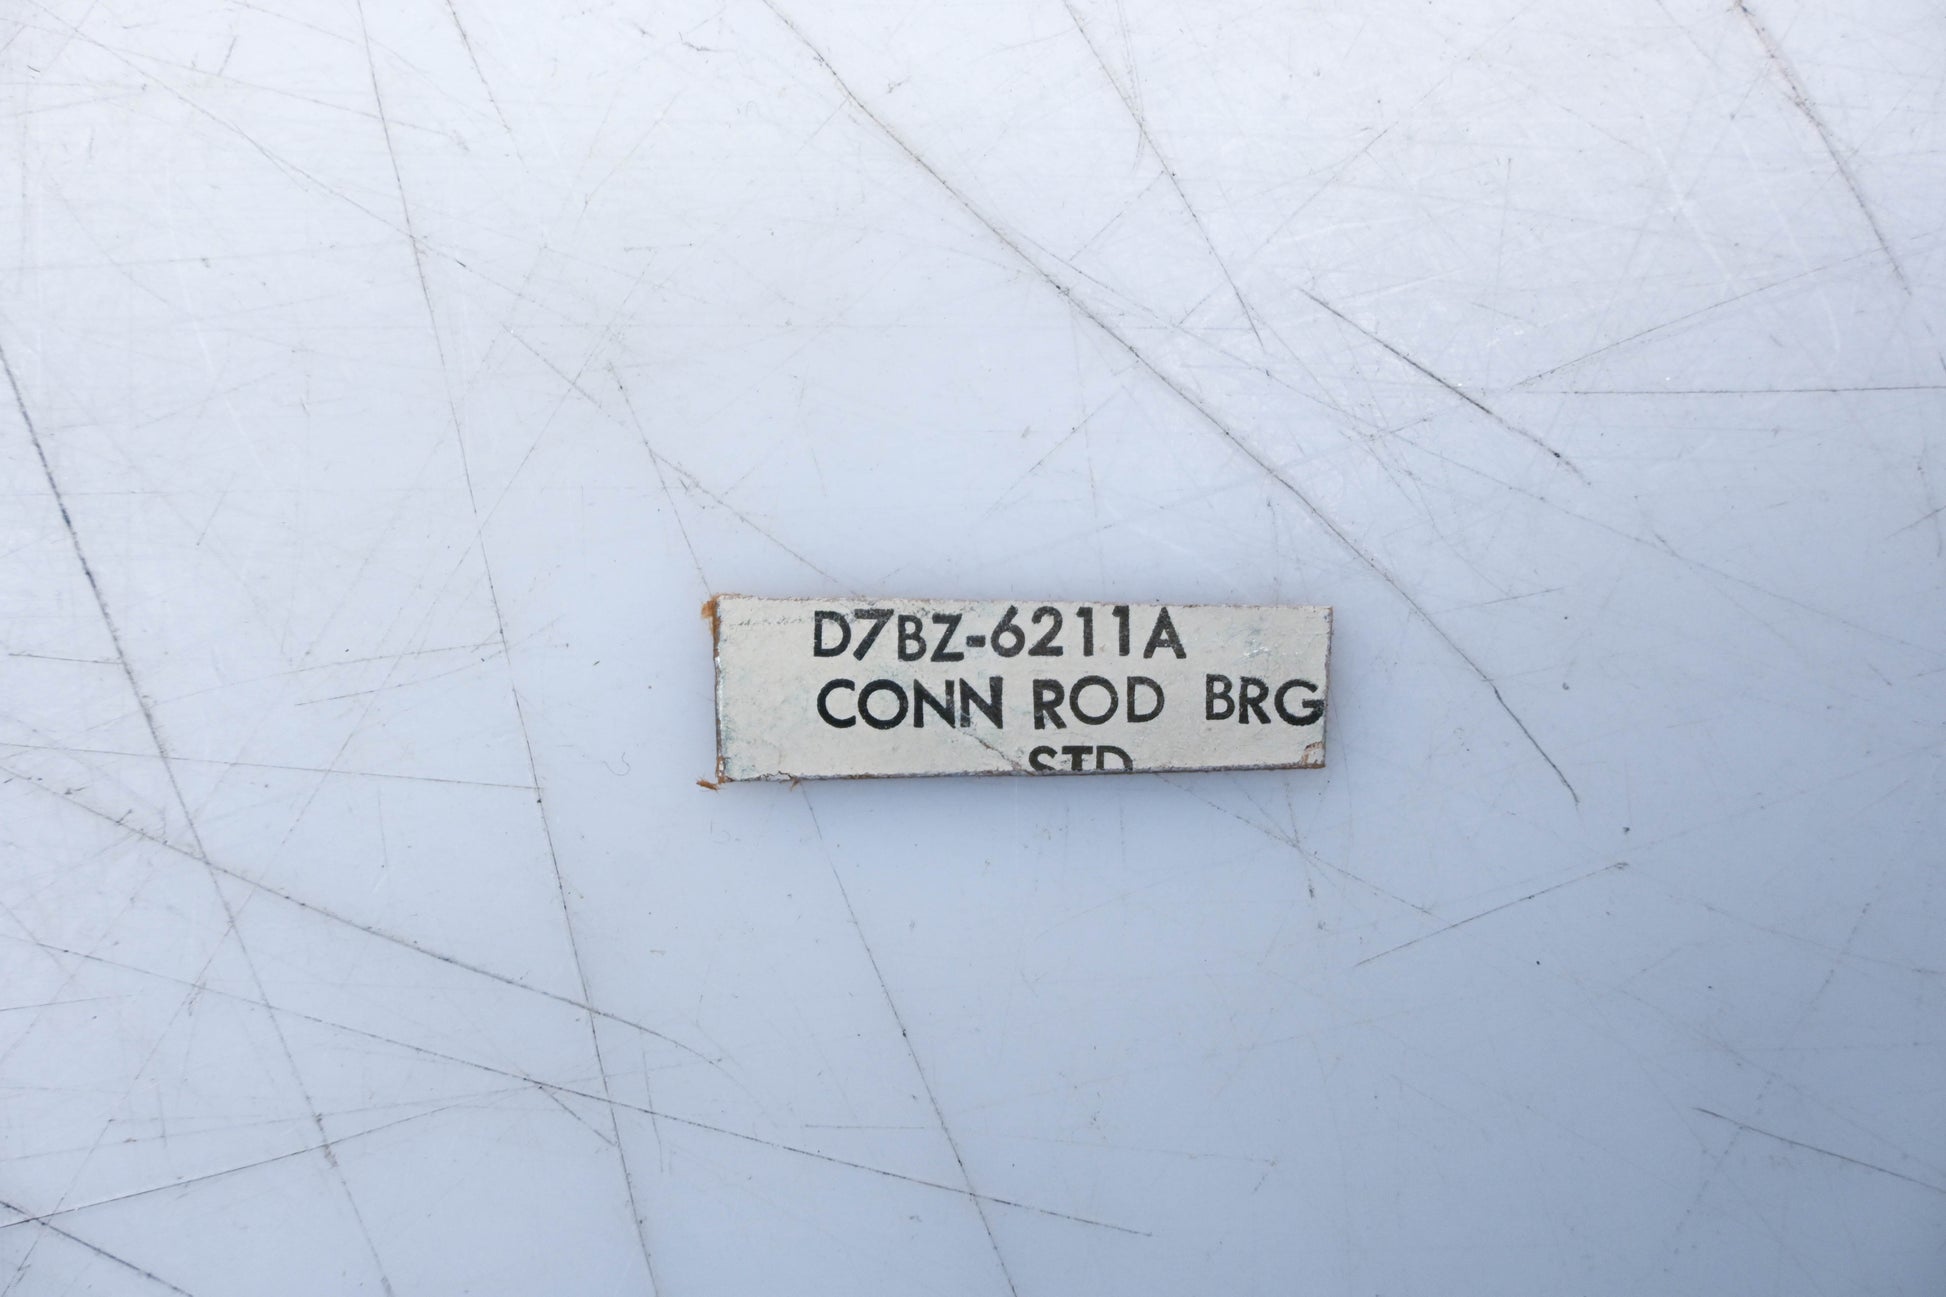 D7BZ-6211A
CONN ROD BRG
STD